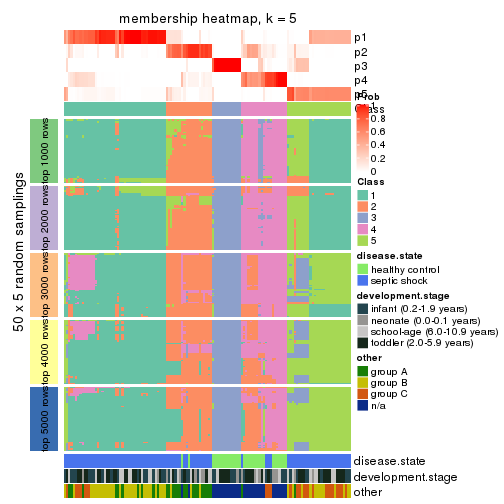 membership heatmap, k = 5
p1
p2
p3
p4
p5
Class
Prob
1
0.8
0.6
0.4
0.2
0
Class
1
2
3
4
5
disease.state
healthy control
septic shock
development.stage
infant (0.2-1.9 years)
neonate (0.0-0.1 years)
school-age (6.0-10.9 years)
toddler (2.0-5.9 years)
other
group A
group B
group C
n/a
50 x 5 random samplings
top 1000 rows
top 2000 rows
top 3000 rows
top 4000 rows
top 5000 rows
disease.state
development.stage
other